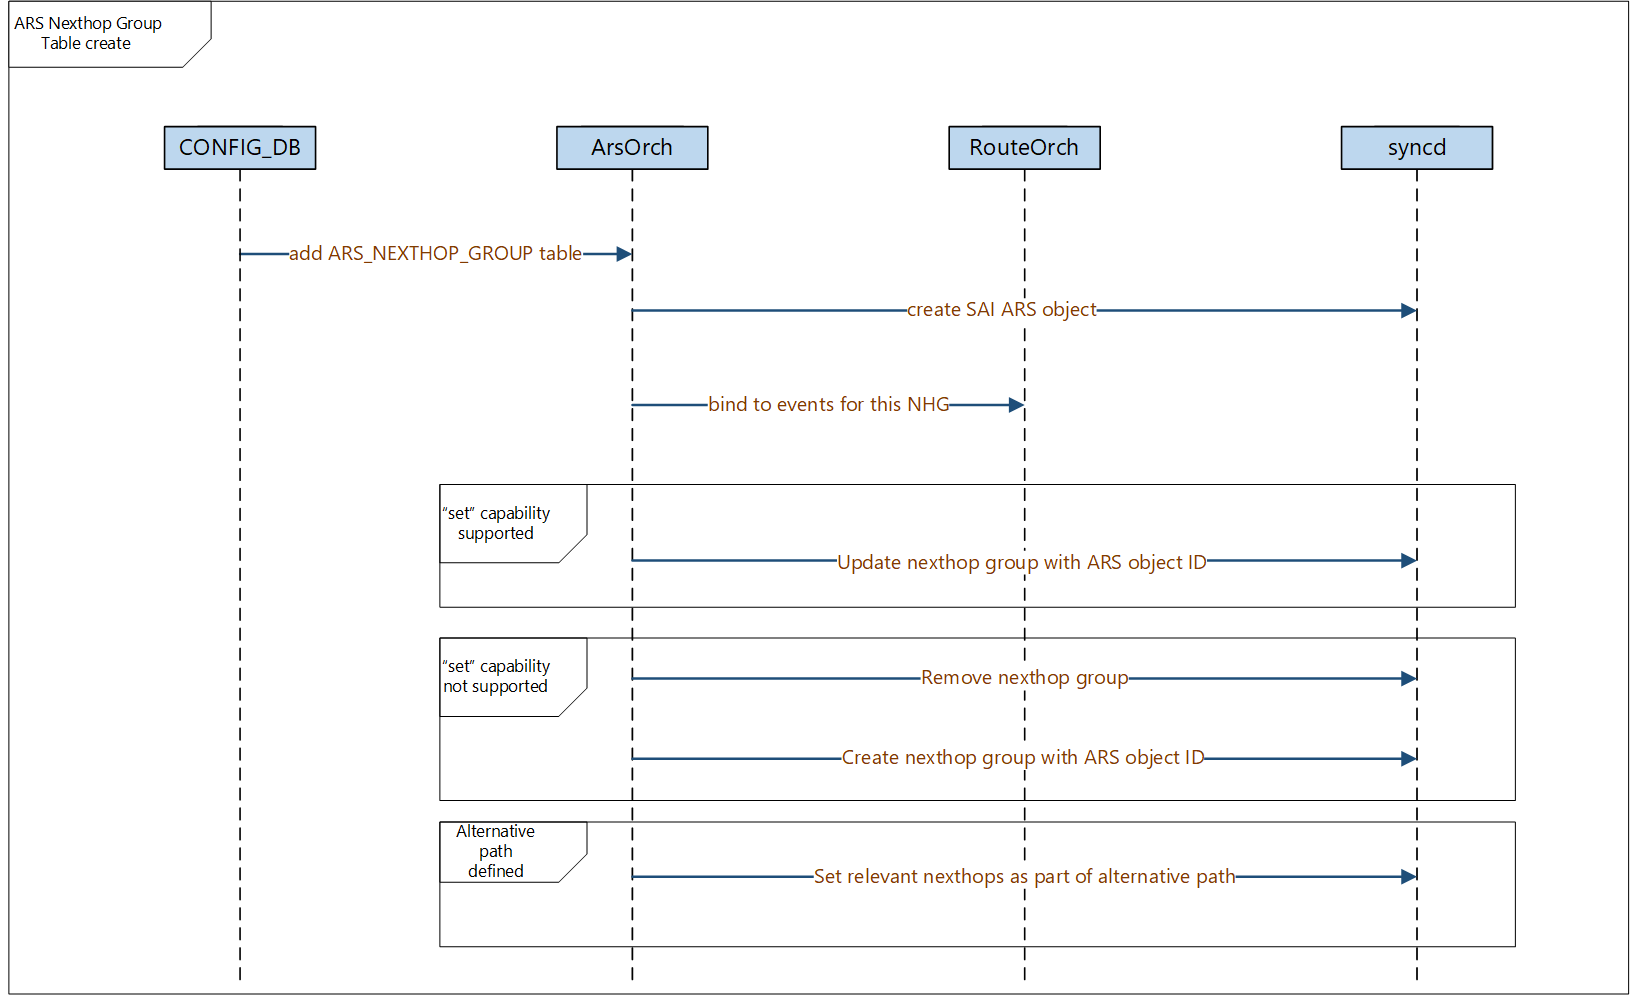 ARS Nexthop Group
Table create
CONFIG_DB
ArsOrch
RouteOrch
syncd
add ARS_NEXTHOP_GROUP table
create SAI ARS object
bind to events for this NHG
“set” capability
supported
Update nexthop group with ARS object ID
“set” capability
not supported
Remove nexthop group
Create nexthop group with ARS object ID
Alternative
path
defined
Set relevant nexthops as part of alternative path